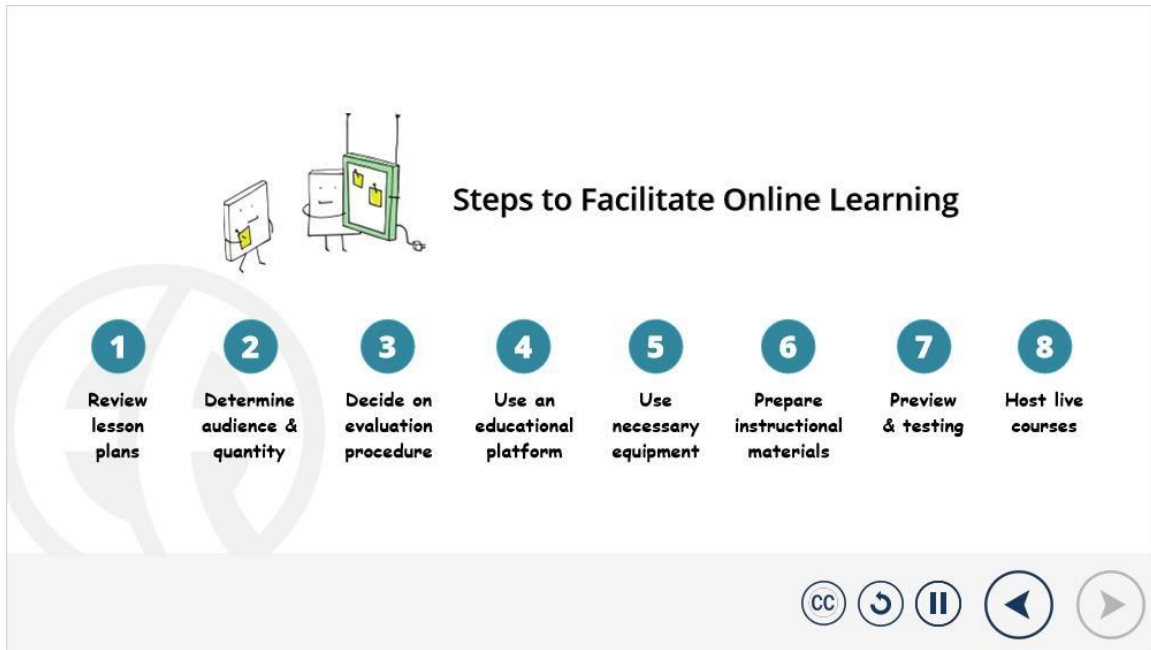 Steps to Facilitate Online Learning
1
Review
lesson
plans
2
Determine
audience &
quantity
3
Decide on
evaluation
procedure
4
Use an
educational
platform
5
Use
necessary
equipment
6
Prepare
instructional
materials
7
Preview
& testing
8
Host live
courses
CC